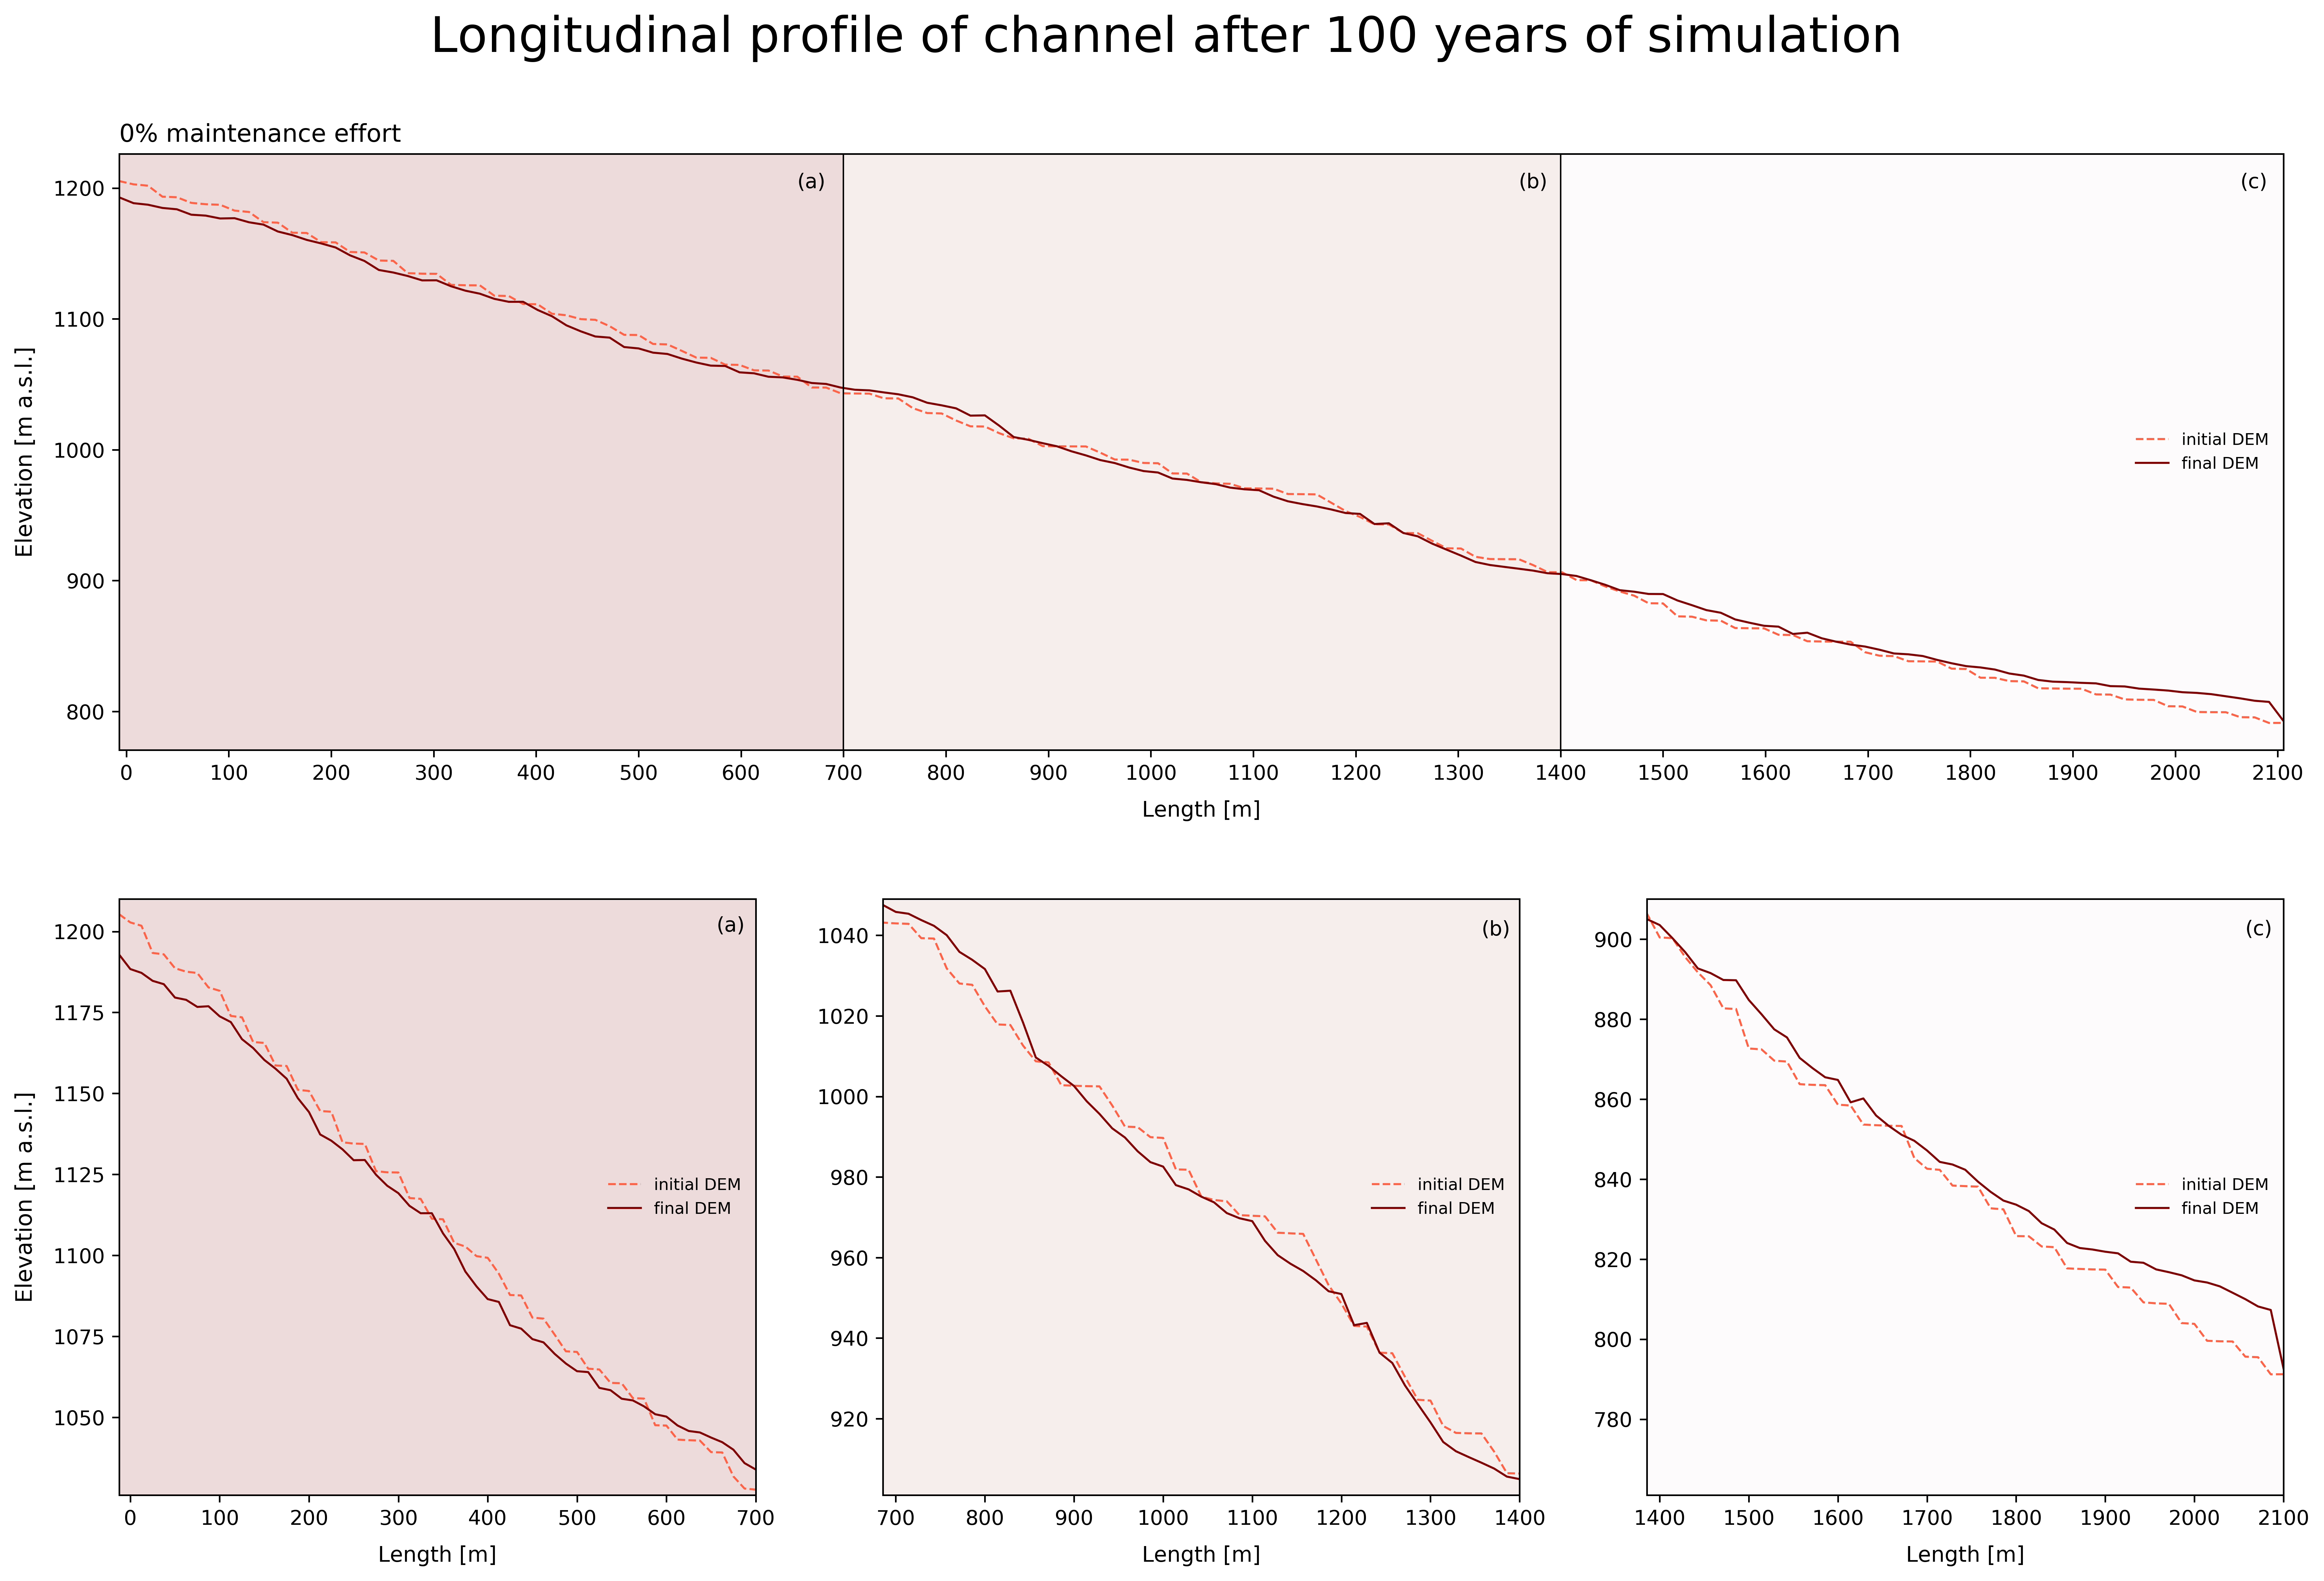 Longitudinal profile of channel after 100 years of simulation
0% maintenance effort
(a) (b) (c)
1200
1100
1000
900
800
Elevation [m a.s.l.]
initial DEM
final DEM
0 100 200 300 400 500 600 700 800 900 1000 1100 1200 1300 1400 1500 1600 1700 1800 1900 2000 2100
Length [m]
(a)
1200
1175
1150
1125
1100
1075
1050
Elevation [m a.s.l.]
initial DEM
final DEM
0 100 200 300 400 500 600 700
Length [m]
(b)
1040
1020
1000
980
960
940
920
initial DEM
final DEM
700 800 900 1000 1100 1200 1300 1400
Length [m]
(c)
900
880
860
840
820
800
780
initial DEM
final DEM
1400 1500 1600 1700 1800 1900 2000 2100
Length [m]